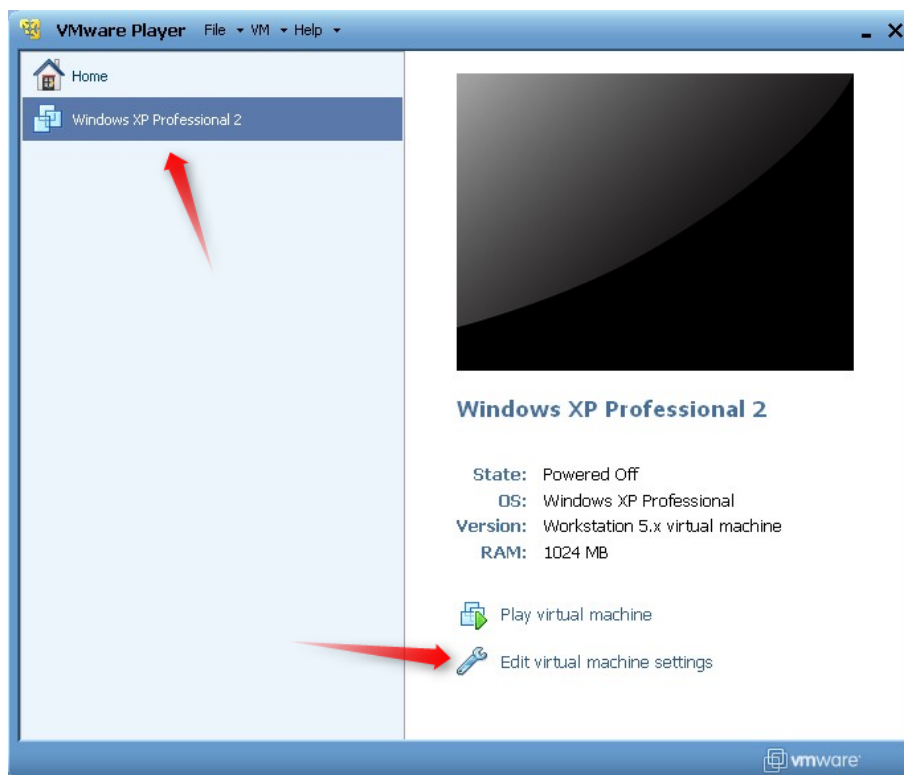 VMware Player File VM Help
Home
Windows XP Professional 2
Windows XP Professional 2
State: Powered Off
OS: Windows XP Professional
Version: Workstation 5.x virtual machine
RAM: 1024 MB
Play virtual machine
Edit virtual machine settings
vmware